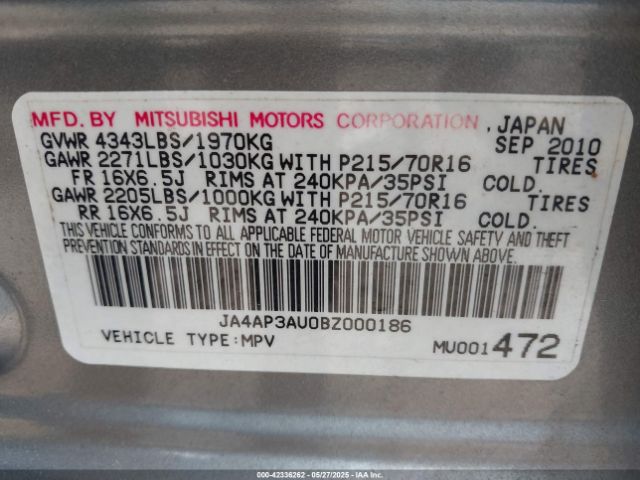 MFD. BY MITSUBISHI MOTORS CORPORATION, JAPAN
GVWR 4343LBS/1970KG SEP 2010
GAWR 2271LBS/1030KG WITH P215/70R16 TIRES
FR 16X6.5J RIMS AT 240KPA/35PSI COLD.
GAWR 2205LBS/1000KG WITH P215/70R16 TIRES
RR 16X6.5J RIMS AT 240KPA/35PSI COLD.
THIS VEHICLE CONFORMS TO ALL APPLICABLE FEDERAL MOTOR VEHICLE SAFETY AND THEFT
PREVENTION STANDARDS IN EFFECT ON THE DATE OF MANUFACTURE SHOWN ABOVE.
JA4AP3AU0BZ000186
VEHICLE TYPE:MPV MU001472
000-42336262 - 05/27/2025 - IAAI.COM